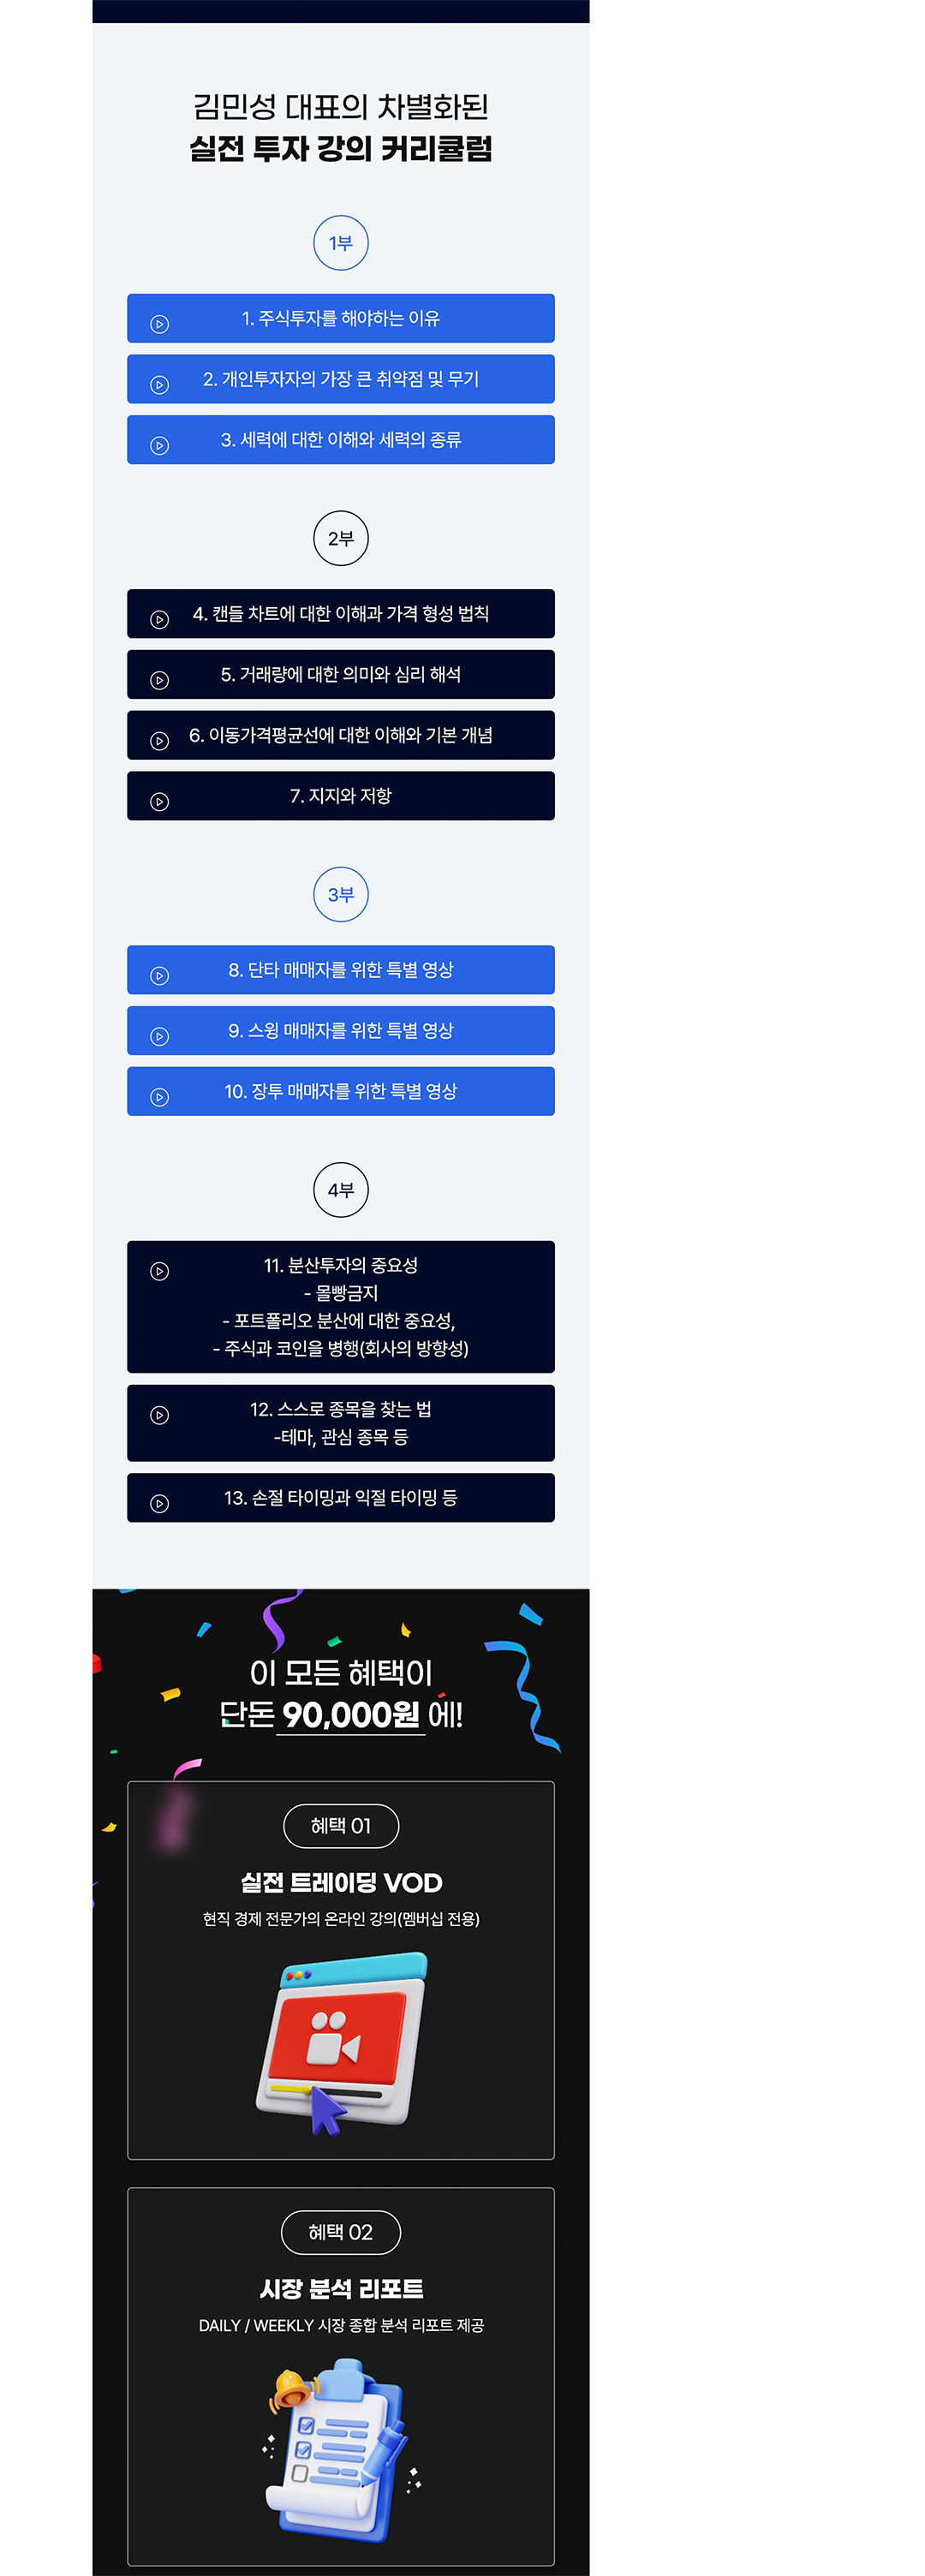 김민성 대표의 차별화된
실전 투자 강의 커리큘럼
1부
1. 주식투자를 해야하는 이유
2. 개인투자자의 가장 큰 취약점 및 무기
3. 세력에 대한 이해와 세력의 종류
2부
4. 캔들 차트에 대한 이해과 가격 형성 법칙
5. 거래량에 대한 의미와 심리 해석
6. 이동가격평균선에 대한 이해와 기본 개념
7. 지지와 저항
3부
8. 단타 매매자를 위한 특별 영상
9. 스윙 매매자를 위한 특별 영상
10. 장투 매매자를 위한 특별 영상
4부
11. 분산투자의 중요성
- 몰빵금지
- 포트폴리오 분산에 대한 중요성,
- 주식과 코인을 병행(회사의 방향성)
12. 스스로 종목을 찾는 법
-테마, 관심 종목 등
13. 손절 타이밍과 익절 타이밍 등
이 모든 혜택이
단돈 90,000원 에!
혜택 01
실전 트레이딩 VOD
현직 경제 전문가의 온라인 강의(멤버십 전용)
혜택 02
시장 분석 리포트
DAILY / WEEKLY 시장 종합 분석 리포트 제공